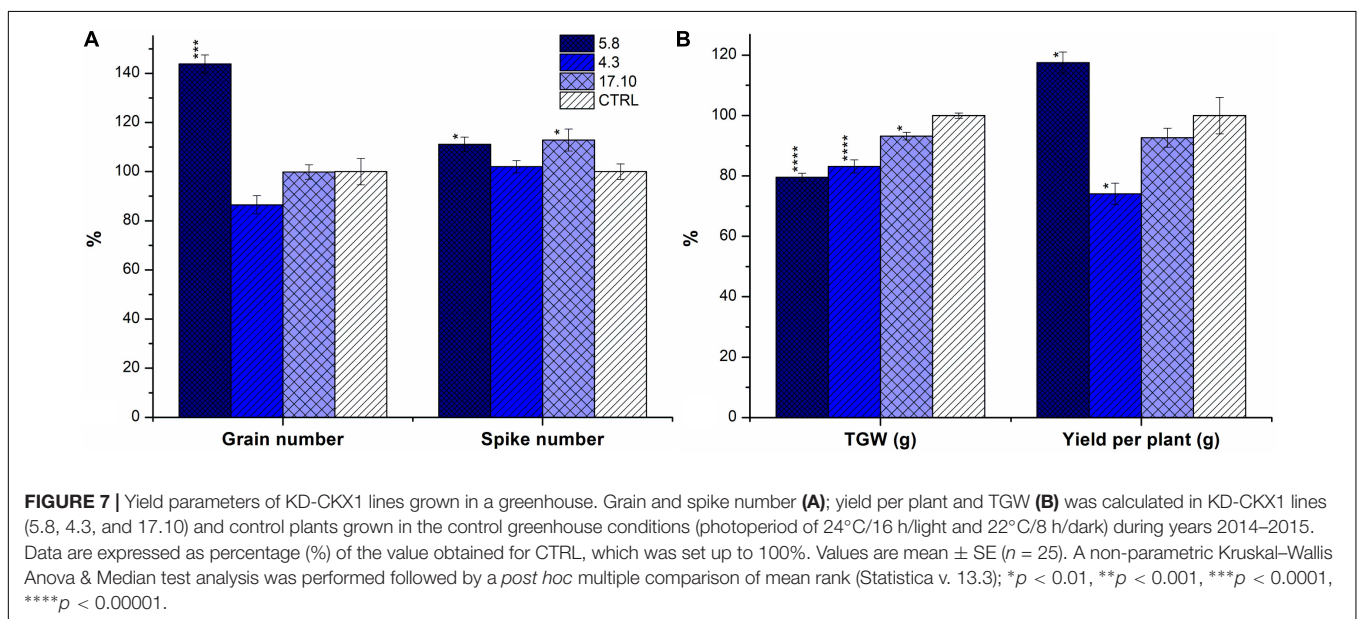 A
***
140
120
100
80
60
40
20
0
%
*
*
5.8
4.3
17.10
CTRL
Grain number
Spike number
B
120
100
80
60
40
20
0
%
****
****
*
*
*
TGW (g)
Yield per plant (g)
FIGURE 7 | Yield parameters of KD-CKX1 lines grown in a greenhouse. Grain and spike number (A); yield per plant and TGW (B) was calculated in KD-CKX1 lines
(5.8, 4.3, and 17.10) and control plants grown in the control greenhouse conditions (photoperiod of 24°C/16 h/light and 22°C/8 h/dark) during years 2014–2015.
Data are expressed as percentage (%) of the value obtained for CTRL, which was set up to 100%. Values are mean ± SE (n = 25). A non-parametric Kruskal–Wallis
Anova & Median test analysis was performed followed by a post hoc multiple comparison of mean rank (Statistica v. 13.3); *p < 0.01, **p < 0.001, ***p < 0.0001,
****p < 0.00001.